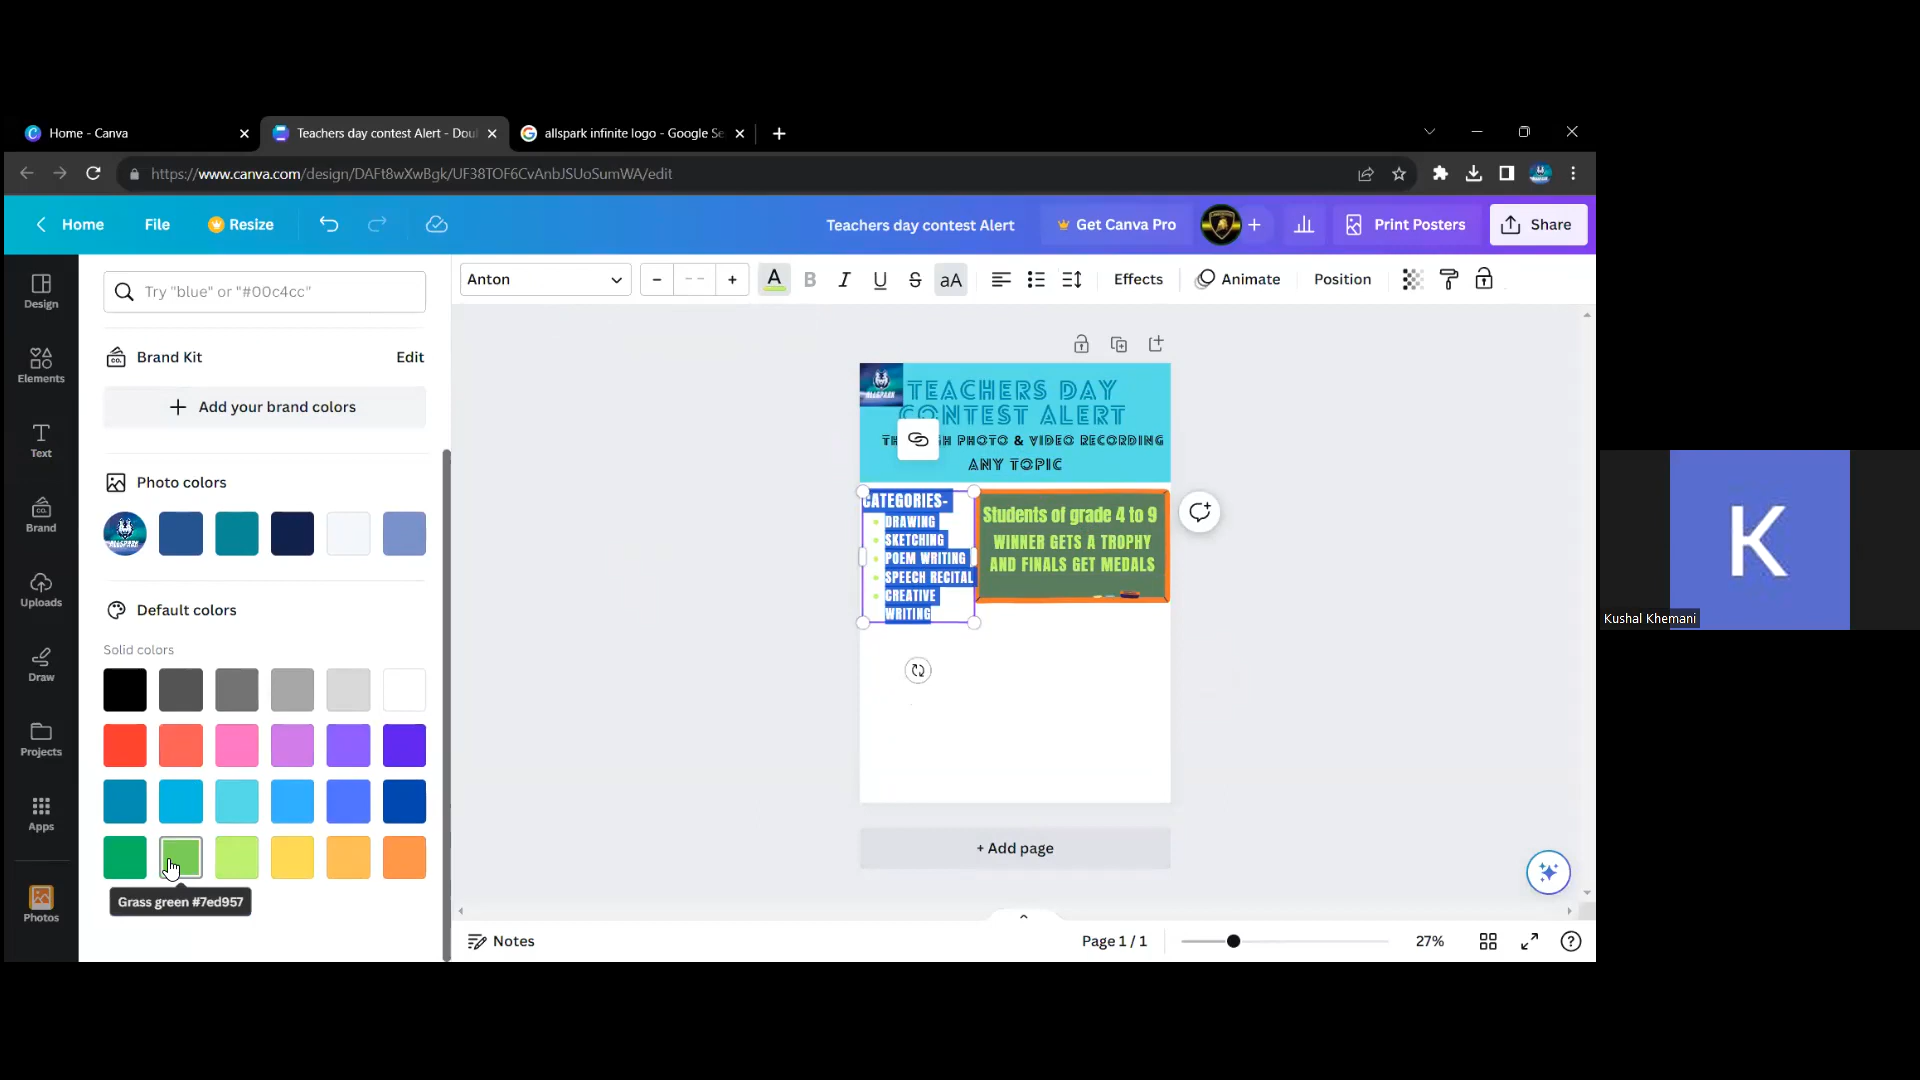 Home - Canva
Teachers day contest Alert - Dou
allspark infinite logo - Google Se
https://www.canva.com/design/DAFt8wXwBgk/UF38TOF6CvAnbJSUoSumWA/edit
Home
File
Resize
Teachers day contest Alert
Get Canva Pro
Print Posters
Share
Design
Elements
Text
Brand
Uploads
Draw
Projects
Apps
Photos
Try "blue" or "#00c4cc"
Brand Kit
Edit
Add your brand colors
Photo colors
Default colors
Solid colors
Grass green #7ed957
Anton
Effects
Animate
Position
ALLSPARK
TEACHERS DAY
CONTEST ALERT
PHOTO & VIDEO RECORDING
ANY TOPIC
CATEGORIES-
DRAWING
SKETCHING
POEM WRITING
SPEECH RECITAL
CREATIVE
WRITING
Students of grade 4 to 9
WINNER GETS A TROPHY
AND FINALS GET MEDALS
+ Add page
Notes
Page 1 / 1
27%
K
Kushal Khemani